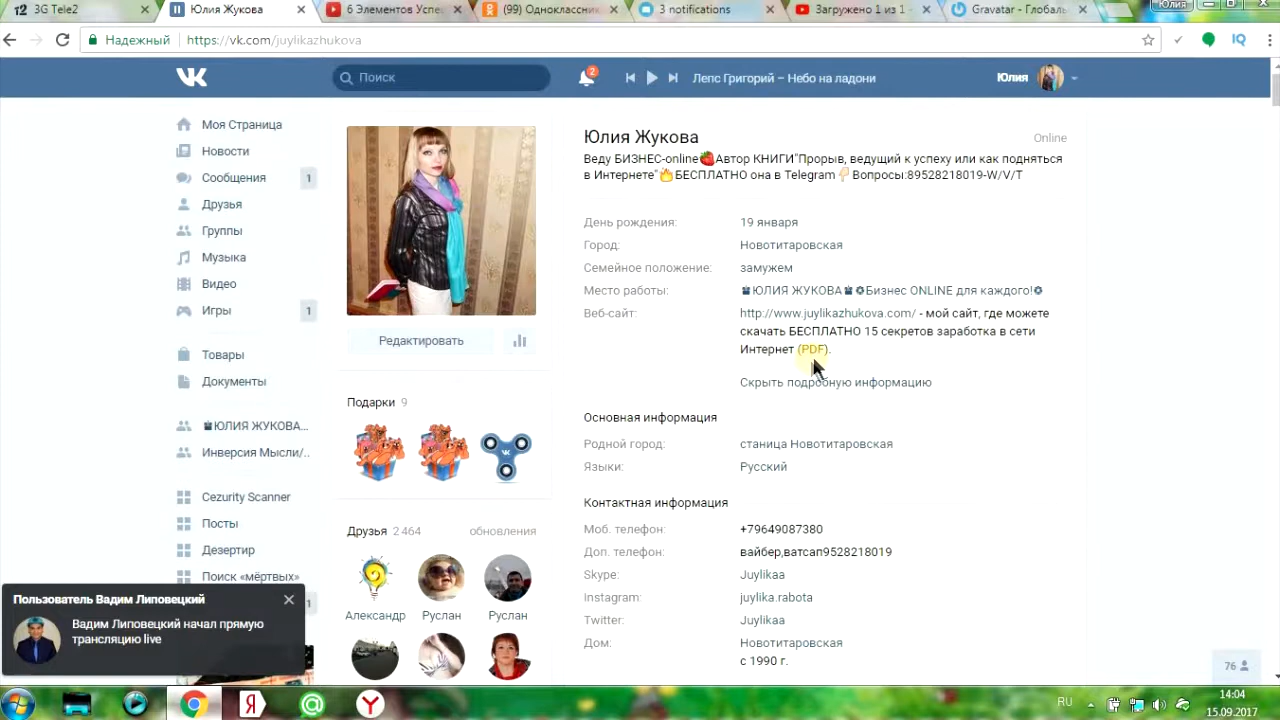 3G Tele2
Юлия Жукова
6 Элементов Успе
(99) Одноклассник
3 notifications
Загружено 1 из 1
Gravatar - Глобаль
Юлия
Надежный
https://vk.com/juylikazhukova
IQ
Поиск
2
Лепс Григорий – Небо на ладони
Юлия
Моя Страница
Новости
Сообщения 1
Друзья
Группы
Музыка
Видео
Игры 1
Товары
Документы
ЮЛИЯ ЖУКОВА...
Инверсия Мысли/..
Cezurity Scanner
Посты
Дезертир
Поиск «мёртвых»
1
Пользователь Вадим Липовецкий
Вадим Липовецкий начал прямую
трансляцию live
Редактировать
Подарки 9
Друзья 2 464 обновления
Александр
Руслан
Руслан
Юлия Жукова
Online
Веду БИЗНЕС-online🍓Автор КНИГИ"Прорыв, ведущий к успеху или как подняться
в Интернете"🔥БЕСПЛАТНО она в Telegram👇Вопросы:89528218019-W/V/T
День рождения: 19 января
Город: Новотитаровская
Семейное положение: замужем
Место работы: ЮЛИЯ ЖУКОВА Бизнес ONLINE для каждого!
Веб-сайт: http://www.juylikazhukova.com/ - мой сайт, где можете
скачать БЕСПЛАТНО 15 секретов заработка в сети
Интернет (PDF).
Скрыть подробную информацию
Основная информация
Родной город: станица Новотитаровская
Языки: Русский
Контактная информация
Моб. телефон: +79649087380
Доп. телефон: вайбер,ватсап9528218019
Skype: Juylikaa
Instagram: juylika.rabota
Twitter: Juylikaa
Дом: Новотитаровская
с 1990 г.
76
RU
14:04
15.09.2017